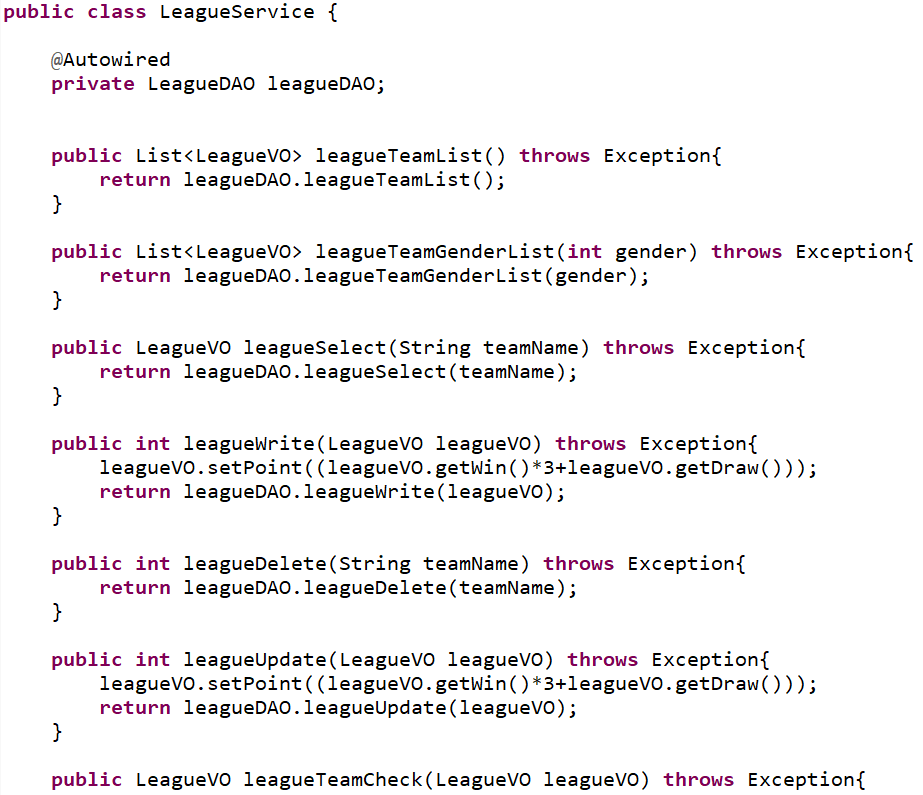 public class LeagueService {
@Autowired
private LeagueDAO leagueDAO;
public List<LeagueVO> leagueTeamList() throws Exception{
return leagueDAO.leagueTeamList();
}
public List<LeagueVO> leagueTeamGenderList(int gender) throws Exception{
return leagueDAO.leagueTeamGenderList(gender);
}
public LeagueVO leagueSelect(String teamName) throws Exception{
return leagueDAO.leagueSelect(teamName);
}
public int leagueWrite(LeagueVO leagueVO) throws Exception{
leagueVO.setPoint((leagueVO.getWin()*3+leagueVO.getDraw()));
return leagueDAO.leagueWrite(leagueVO);
}
public int leagueDelete(String teamName) throws Exception{
return leagueDAO.leagueDelete(teamName);
}
public int leagueUpdate(LeagueVO leagueVO) throws Exception{
leagueVO.setPoint((leagueVO.getWin()*3+leagueVO.getDraw()));
return leagueDAO.leagueUpdate(leagueVO);
}
public LeagueVO leagueTeamCheck(LeagueVO leagueVO) throws Exception{